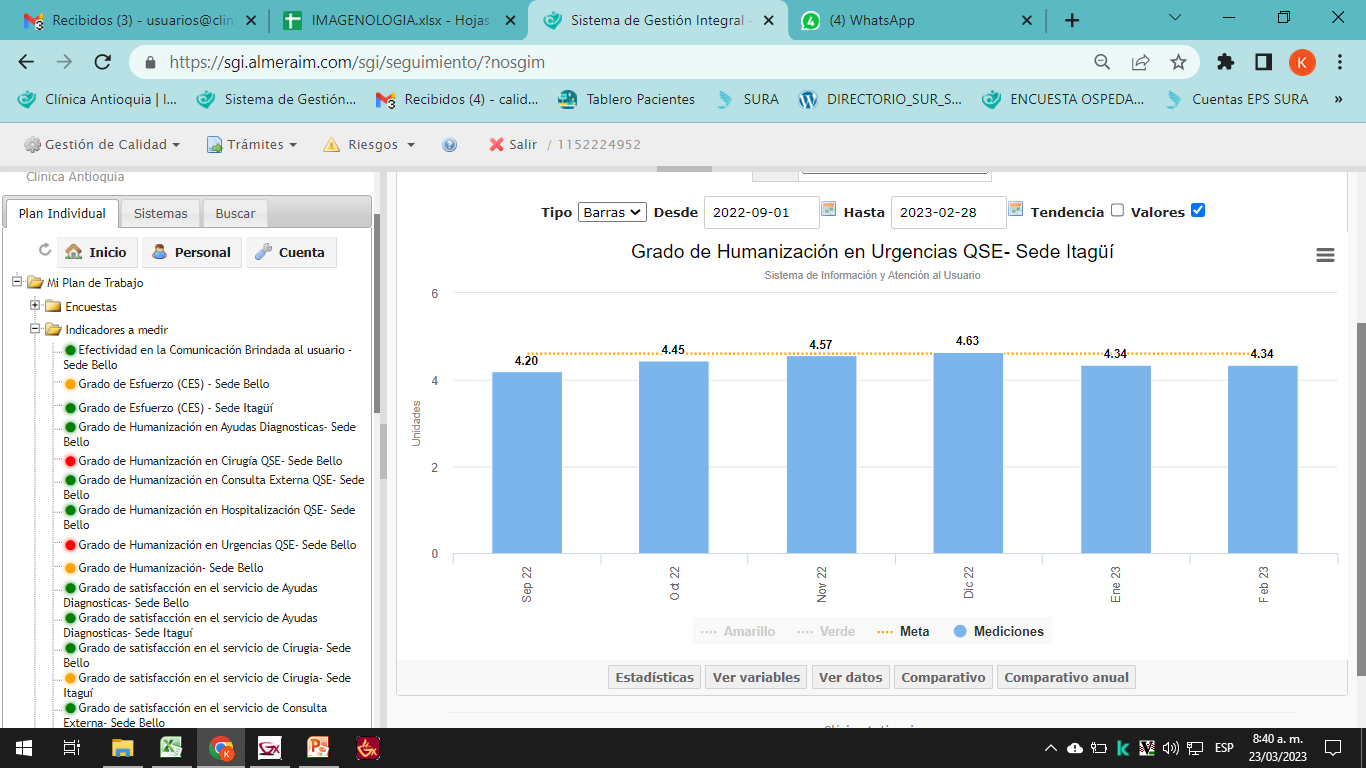 Recibidos (3) - usuarios@clin
IMAGENOLOGIA.xlsx - Hojas
Sistema de Gestión Integral -
(4) WhatsApp
https://sgi.almeraim.com/sgi/seguimiento/?nosgim
K
Clínica Antioquia | I...
Sistema de Gestión...
Recibidos (4) - calid...
Tablero Pacientes
SURA
DIRECTORIO_SUR_S...
ENCUESTA OSPEDA...
Cuentas EPS SURA
»
Gestión de Calidad
Trámites
Riesgos
Salir / 1152224952
Clínica Antioquia
Plan Individual
Sistemas
Buscar
Inicio
Personal
Cuenta
Mi Plan de Trabajo
Encuestas
Indicadores a medir
Efectividad en la Comunicación Brindada al usuario -
Sede Bello
Grado de Esfuerzo (CES) - Sede Bello
Grado de Esfuerzo (CES) - Sede Itagüí
Grado de Humanización en Ayudas Diagnosticas- Sede
Bello
Grado de Humanización en Cirugía QSE- Sede Bello
Grado de Humanización en Consulta Externa QSE- Sede
Bello
Grado de Humanización en Hospitalización QSE- Sede
Bello
Grado de Humanización en Urgencias QSE- Sede Bello
Grado de Humanización- Sede Bello
Grado de satisfacción en el servicio de Ayudas
Diagnosticas- Sede Bello
Grado de satisfacción en el servicio de Ayudas
Diagnosticas- Sede Itaguí
Grado de satisfacción en el servicio de Cirugia- Sede
Bello
Grado de satisfacción en el servicio de Cirugia- Sede
Itaguí
Grado de satisfacción en el servicio de Consulta
Externa- Sede Bello
Tipo Barras Desde 2022-09-01 Hasta 2023-02-28 Tendencia Valores
Grado de Humanización en Urgencias QSE- Sede Itagüí
Sistema de Información y Atención al Usuario
Unidades
6
4
2
0
4.20
4.45
4.57
4.63
4.34
4.34
Sep 22
Oct 22
Nov 22
Dic 22
Ene 23
Feb 23
Amarillo
Verde
Meta
Mediciones
Estadísticas
Ver variables
Ver datos
Comparativo
Comparativo anual
ESP
8:40 a. m.
23/03/2023